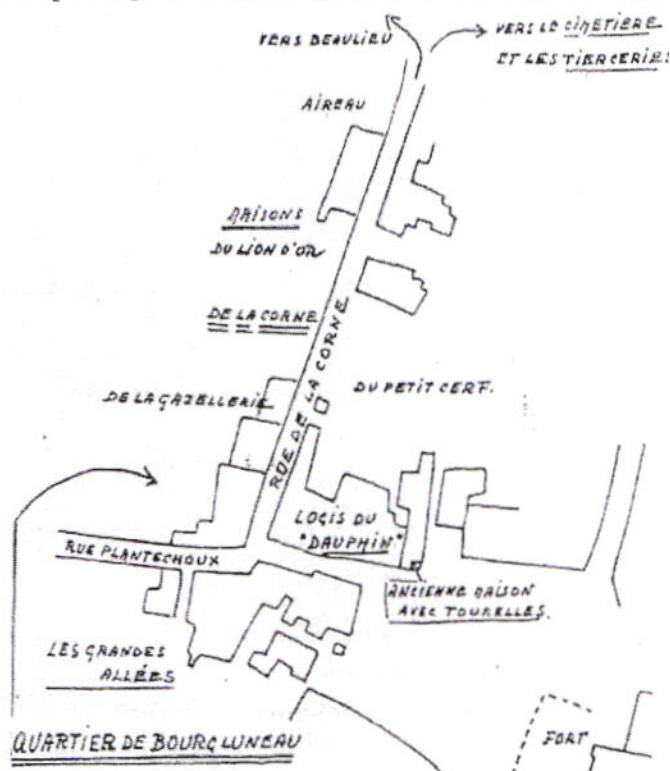 VERS BEAULIEU
VERS LE CIMETIÈRE
ET LES TIERCERIES
AIREAU
MAISONS
DU LION D'OR
DE LA CORNE
RUE DE LA CORNE
DE LA GAZELLERIE
DU PETIT CERF.
LOGIS DU
"DAUPHIN"
RUE PLANTECHOUX
ANCIENNE MAISON
AVEC TOURELLES.
LES GRANDES
ALLÉES
QUARTIER DE BOURG LUNEAU
FORT